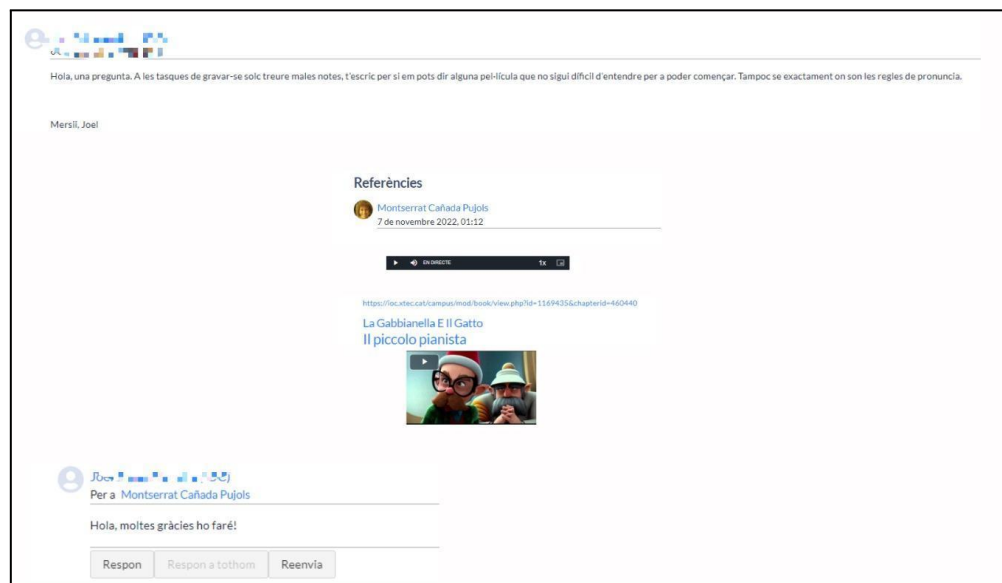 Hola, una pregunta. A les tasques de gravar-se solc treure males notes, t'escric per si em pots dir alguna pel·lícula que no sigui difícil d'entendre per a poder començar. Tampoc se exactament on son les regles de pronuncia.
Mersii, Joel
Referències
Montserrat Cañada Pujols
7 de novembre 2022, 01:12
EN DIRECTE 1x
https://ioc.xtec.cat/campus/mod/book/view.php?id=1169435&chapterid=460440
La Gabbianella E Il Gatto
Il piccolo pianista
Per a Montserrat Cañada Pujols
Hola, moltes gràcies ho faré!
Respon Respon a tothom Reenvia